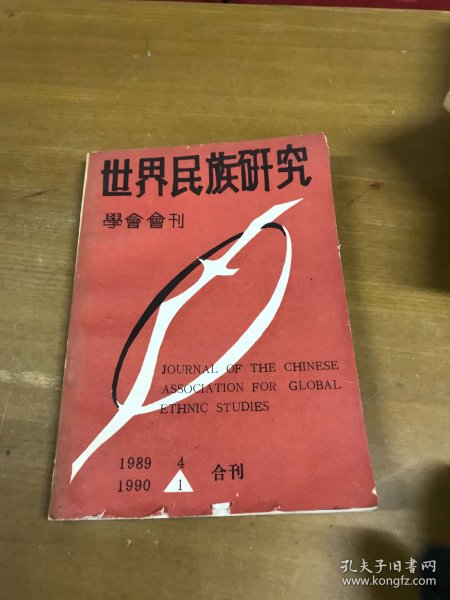 世界民族研究
學會會刊
JOURNAL OF THE CHINESE
ASSOCIATION FOR GLOBAL
ETHNIC STUDIES
1989 4
1990 1
合刊
孔夫子旧书网
www.kongfz.com